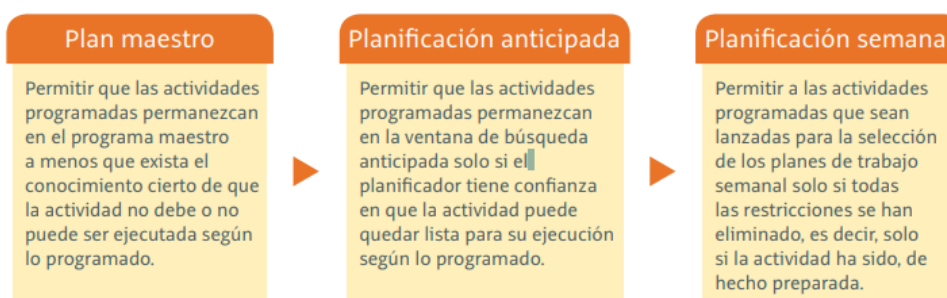 Plan maestro
Permitir que las actividades
programadas permanezcan
en el programa maestro
a menos que exista el
conocimiento cierto de que
la actividad no debe o no
puede ser ejecutada según
lo programado.
Planificación anticipada
Permitir que las actividades
programadas permanezcan
en la ventana de búsqueda
anticipada solo si el
planificador tiene confianza
en que la actividad puede
quedar lista para su ejecución
según lo programado.
Planificación semana
Permitir a las actividades
programadas que sean
lanzadas para la selección
de los planes de trabajo
semanal solo si todas
las restricciones se han
eliminado, es decir, solo
si la actividad ha sido, de
hecho preparada.